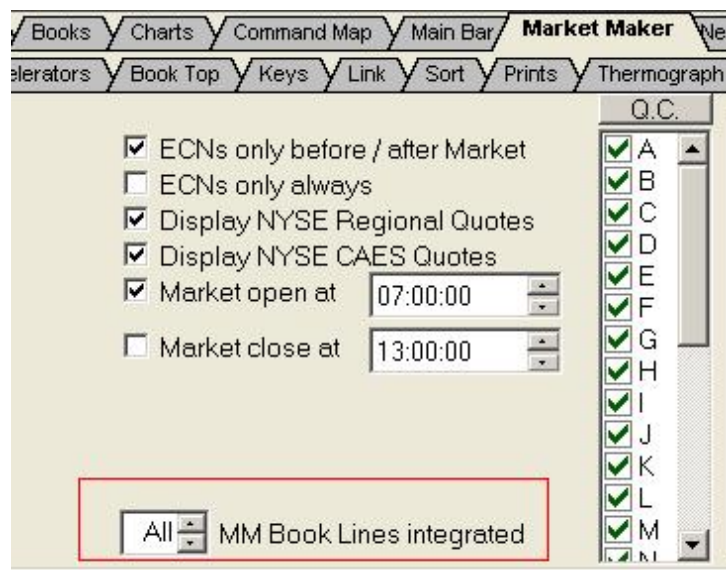 Books Charts Command Map Main Bar Market Maker Ne
elerators Book Top Keys Link Sort Prints Thermograph
Q.C.
ECNs only before / after Market
ECNs only always
Display NYSE Regional Quotes
Display NYSE CAES Quotes
Market open at 07:00:00
Market close at 13:00:00
All MM Book Lines integrated
A
B
C
D
E
F
G
H
I
J
K
L
M
N